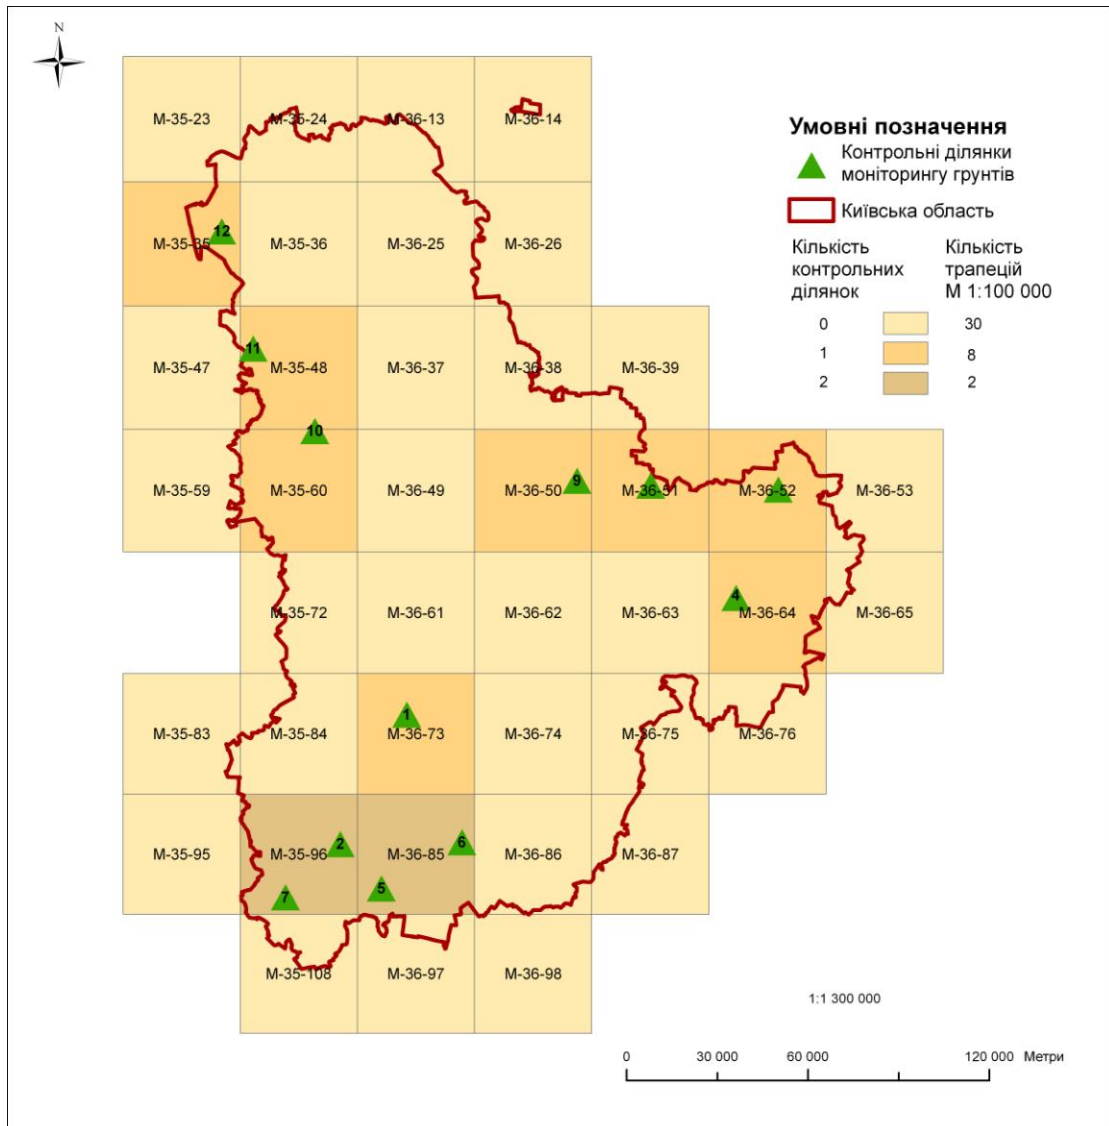 N
М-35-23 М-35-24 М-36-13 М-36-14
Умовні позначення
Контрольні ділянки
моніторингу грунтів
Київська область
12
М-35-35 М-35-36 М-36-25 М-36-26
Кількість
контрольних
ділянок
Кількість
трапецій
М 1:100 000
0 30
1 8
2 2
11
М-35-47 М-35-48 М-36-37 М-36-38 М-36-39
10
9
М-35-59 М-35-60 М-36-49 М-36-50 М-36-51 М-36-52 М-36-53
4
М-35-72 М-36-61 М-36-62 М-36-63 М-36-64 М-36-65
1
М-35-83 М-35-84 М-36-73 М-36-74 М-36-75 М-36-76
2
6
М-35-95 М-35-96 М-36-85 М-36-86 М-36-87
7
5
М-35-108 М-36-97 М-36-98
1:1 300 000
0 30 000 60 000 120 000 Метри